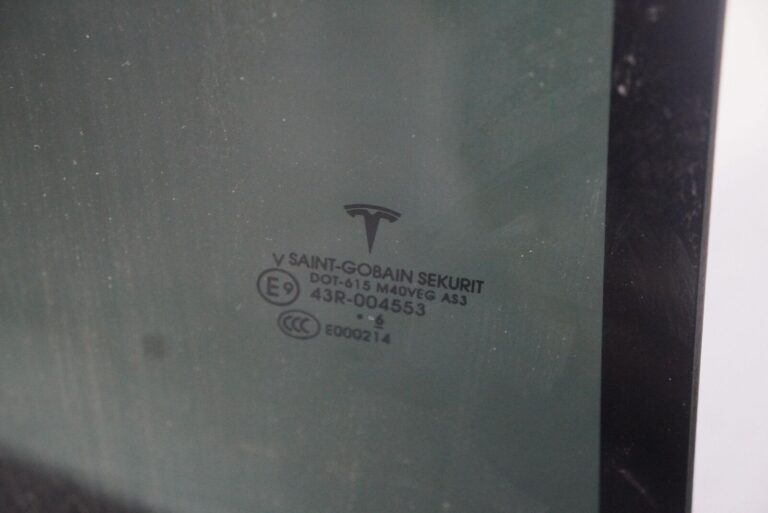 V SAINT-GOBAIN SEKURIT
E9 DOT-615 M40VEG AS3
43R-004553
• 6
CCC E000214